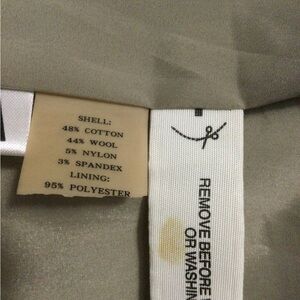 SHELL:
48% COTTON
44% WOOL
5% NYLON
3% SPANDEX
LINING:
95% POLYESTER
REMOVE BEFORE
OR WASHIN